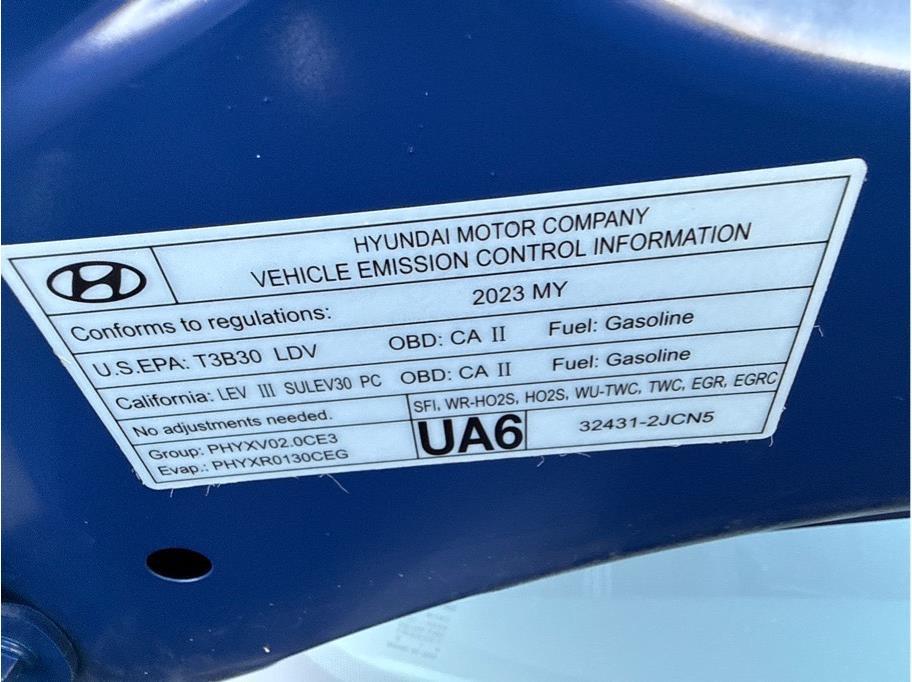 HYUNDAI MOTOR COMPANY
VEHICLE EMISSION CONTROL INFORMATION
Conforms to regulations: 2023 MY
U.S.EPA: T3B30 LDV OBD: CA II Fuel: Gasoline
California: LEV III SULEV30 PC OBD: CA II Fuel: Gasoline
No adjustments needed. SFI, WR-HO2S, HO2S, WU-TWC, TWC, EGR, EGRC
Group: PHYXV02.0CE3
Evap.: PHYXR0130CEG
UA6
32431-2JCN5